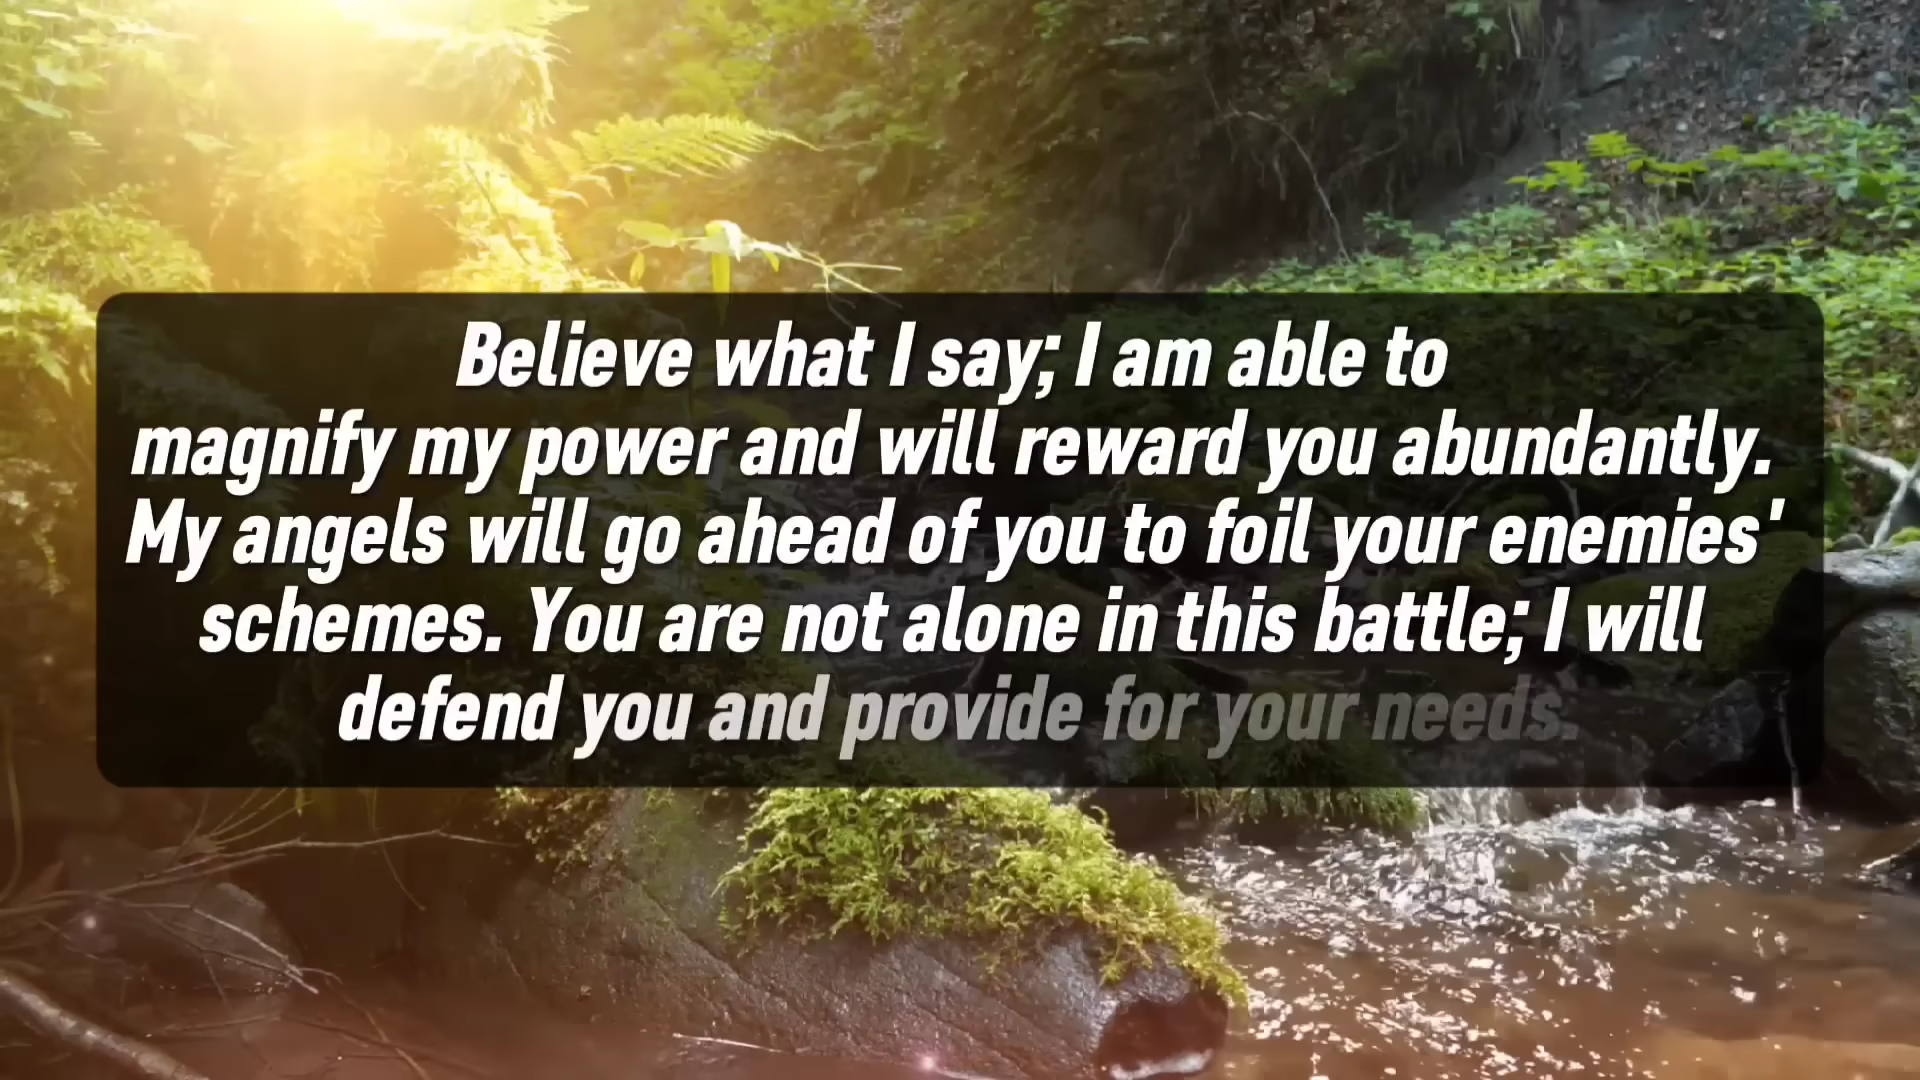 Believe what I say; I am able to
magnify my power and will reward you abundantly.
My angels will go ahead of you to foil your enemies'
schemes. You are not alone in this battle; I will
defend you and provide for your needs.